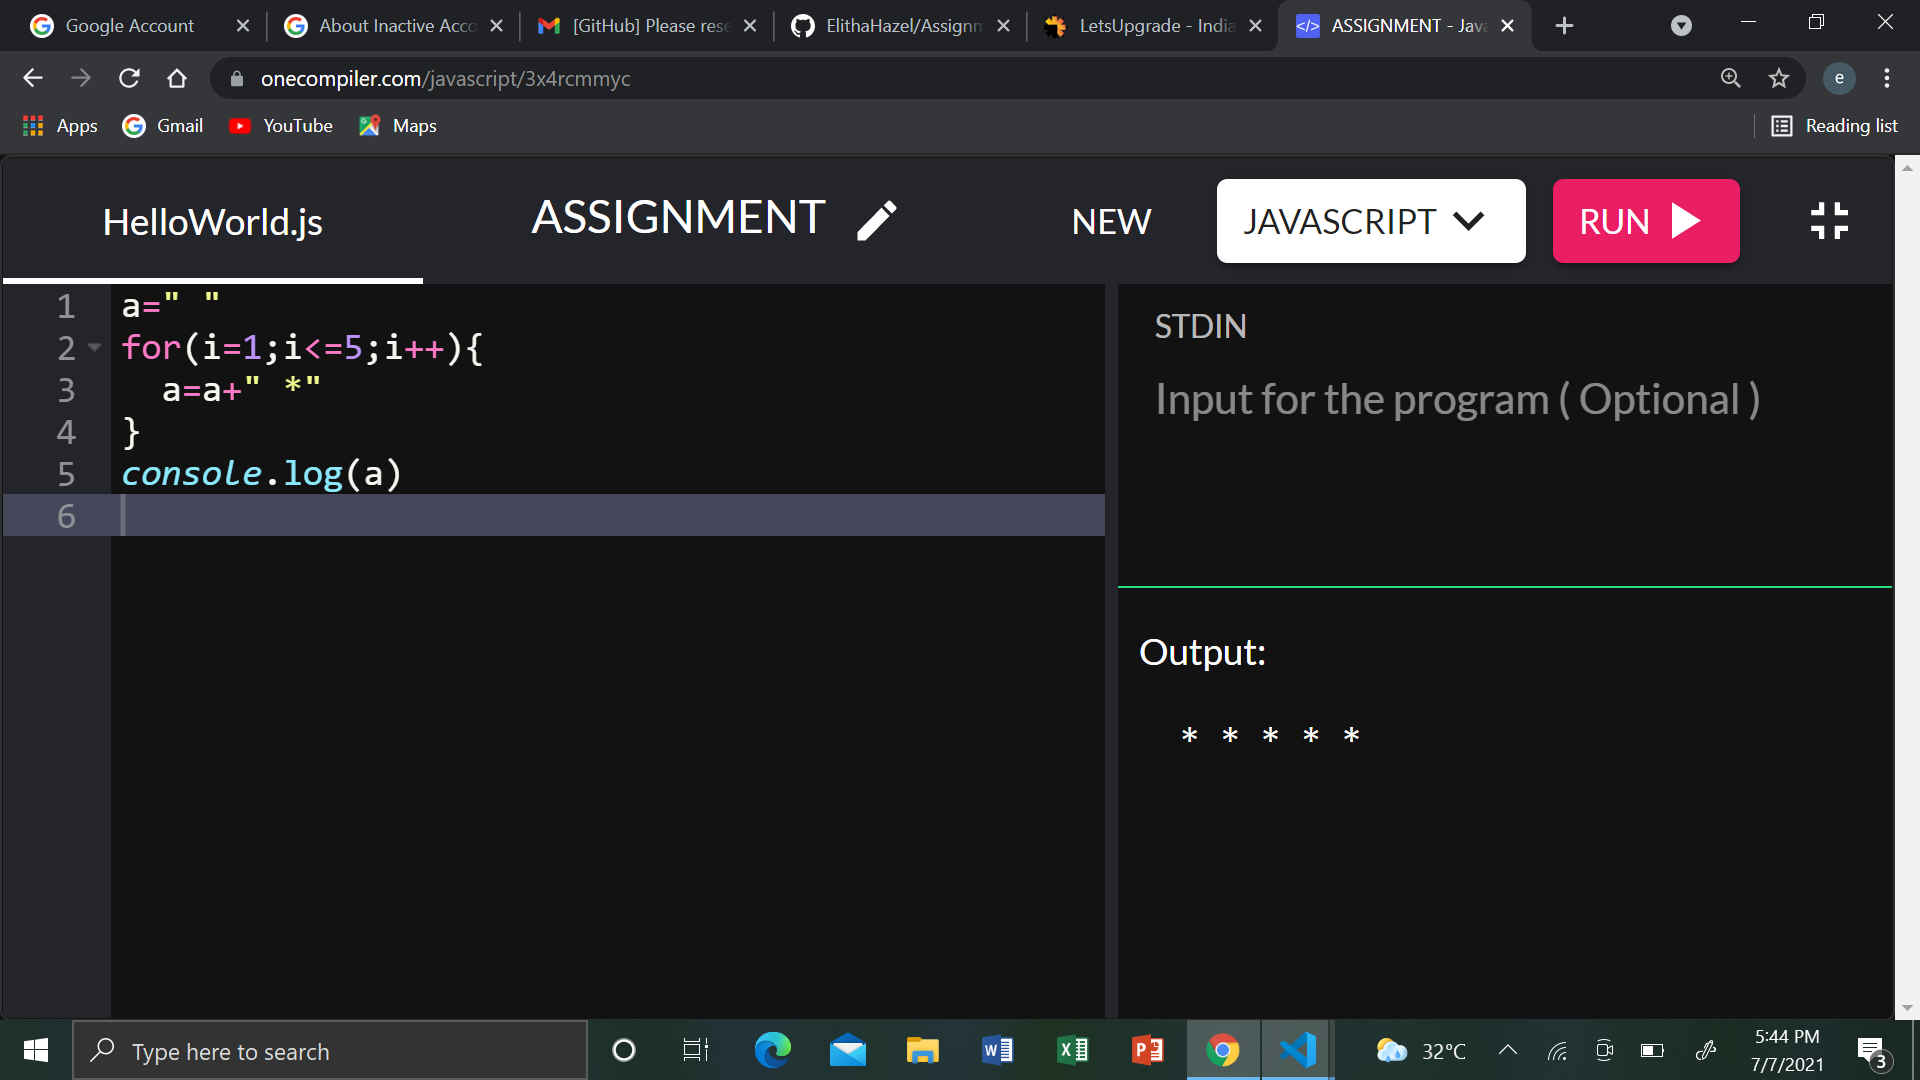 Google Account
About Inactive Acco
[GitHub] Please rese
ElithaHazel/Assignm
LetsUpgrade - India
ASSIGNMENT - Java
onecompiler.com/javascript/3x4rcmmyc
e
Apps
Gmail
YouTube
Maps
Reading list
HelloWorld.js
ASSIGNMENT
NEW
JAVASCRIPT
RUN
1 a=" "
2 for(i=1;i<=5;i++){
3 a=a+" *"
4 }
5 console.log(a)
6
STDIN
Input for the program ( Optional )
Output:
* * * * *
Type here to search
32°C
5:44 PM
7/7/2021
3